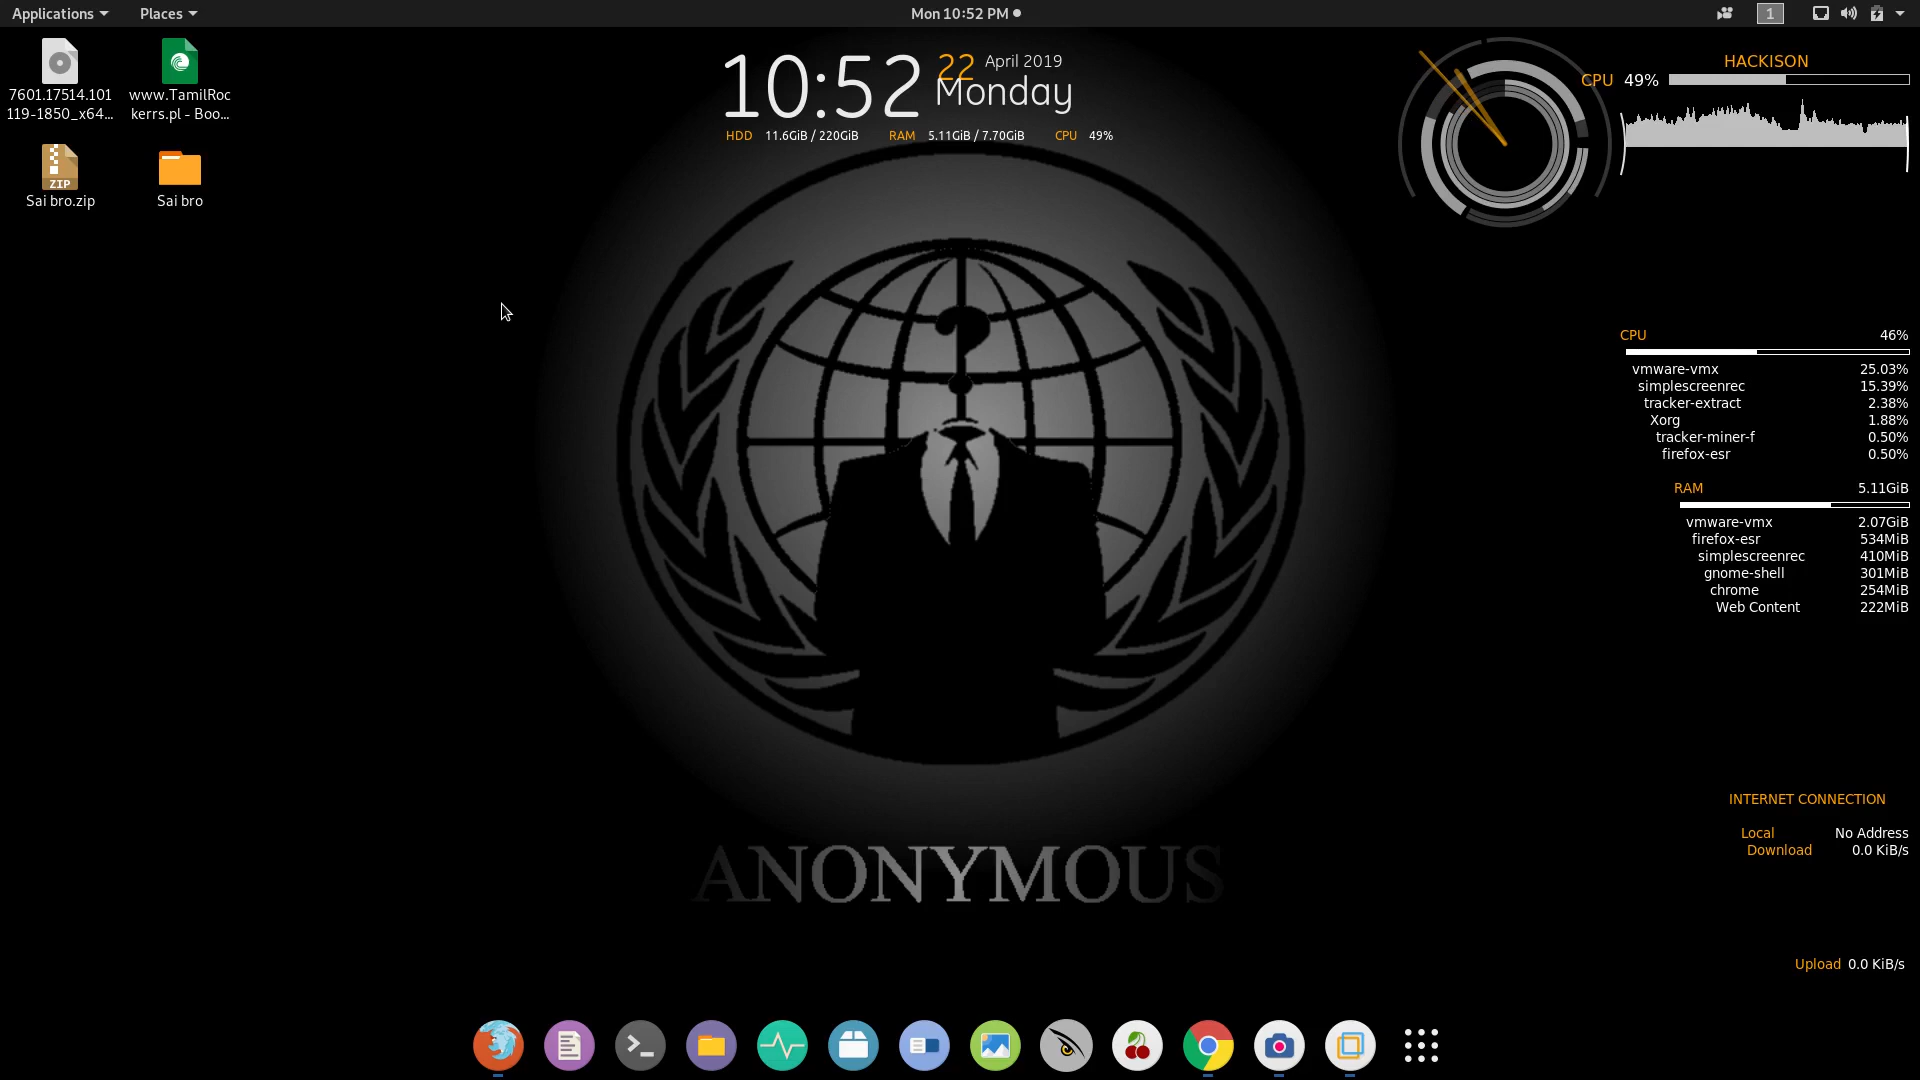 Applications Places Mon 10:52 PM 1
7601.17514.101
119-1850_x64...
www.TamilRoc
kerrs.pl - Boo...
ZIP
Sai bro.zip
Sai bro
10:52 22 April 2019
Monday
HDD 11.6GiB / 220GiB RAM 5.11GiB / 7.70GiB CPU 49%
HACKISON
CPU 49%
CPU 46%
vmware-vmx 25.03%
simplescreenrec 15.39%
tracker-extract 2.38%
Xorg 1.88%
tracker-miner-f 0.50%
firefox-esr 0.50%
RAM 5.11GiB
vmware-vmx 2.07GiB
firefox-esr 534MiB
simplescreenrec 410MiB
gnome-shell 301MiB
chrome 254MiB
Web Content 222MiB
INTERNET CONNECTION
Local No Address
Download 0.0 KiB/s
ANONYMOUS
Upload 0.0 KiB/s